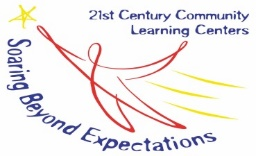 21st Century Community
Learning Centers
Soaring Beyond Expectations